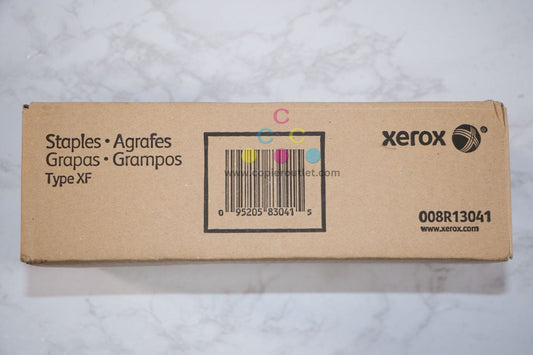 Staples • Agrafes
Grapas • Grampos
Type XF
C
C C
www.copieroutlet.com
0 95205 83041 5
xerox
008R13041
www.xerox.com